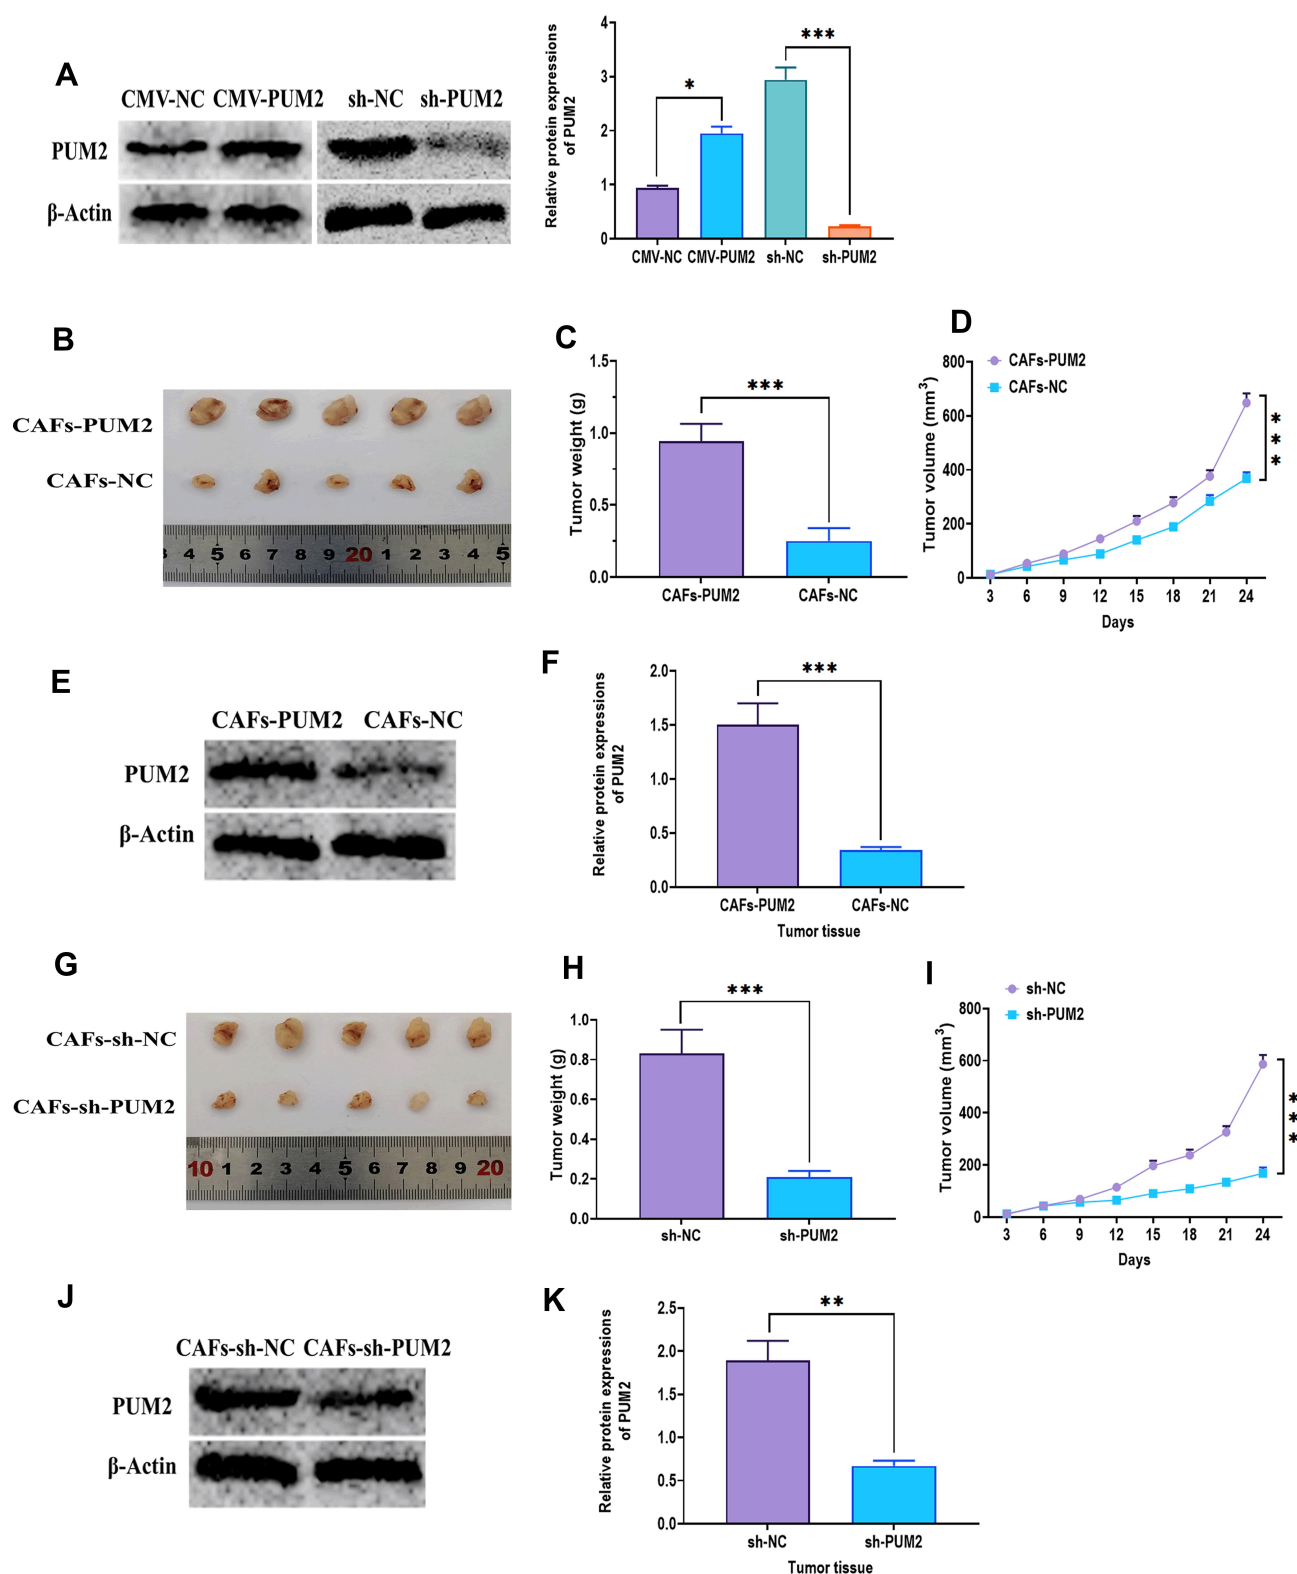 A
CMV-NC CMV-PUM2 sh-NC sh-PUM2
PUM2
β-Actin
Relative protein expressions
of PUM2
4
3
2
1
0
*
***
CMV-NC CMV-PUM2 sh-NC sh-PUM2
B
CAFs-PUM2
CAFs-NC
3 4 5 6 7 8 9 20 1 2 3 4 5
C
Tumor weight (g)
1.5
1.0
0.5
0.0
***
CAFs-PUM2 CAFs-NC
D
CAFs-PUM2
CAFs-NC
Tumor volume (mm³)
800
600
400
200
0
***
3 6 9 12 15 18 21 24
Days
E
CAFs-PUM2 CAFs-NC
PUM2
β-Actin
F
Relative protein expressions
of PUM2
2.0
1.5
1.0
0.5
0.0
***
CAFs-PUM2 CAFs-NC
Tumor tissue
G
CAFs-sh-NC
CAFs-sh-PUM2
10 1 2 3 4 5 6 7 8 9 20
H
Tumor weight (g)
1.0
0.8
0.6
0.4
0.2
0.0
***
sh-NC sh-PUM2
I
sh-NC
sh-PUM2
Tumor volume (mm³)
800
600
400
200
0
***
3 6 9 12 15 18 21 24
Days
J
CAFs-sh-NC CAFs-sh-PUM2
PUM2
β-Actin
K
Relative protein expressions
of PUM2
2.5
2.0
1.5
1.0
0.5
0.0
**
sh-NC sh-PUM2
Tumor tissue